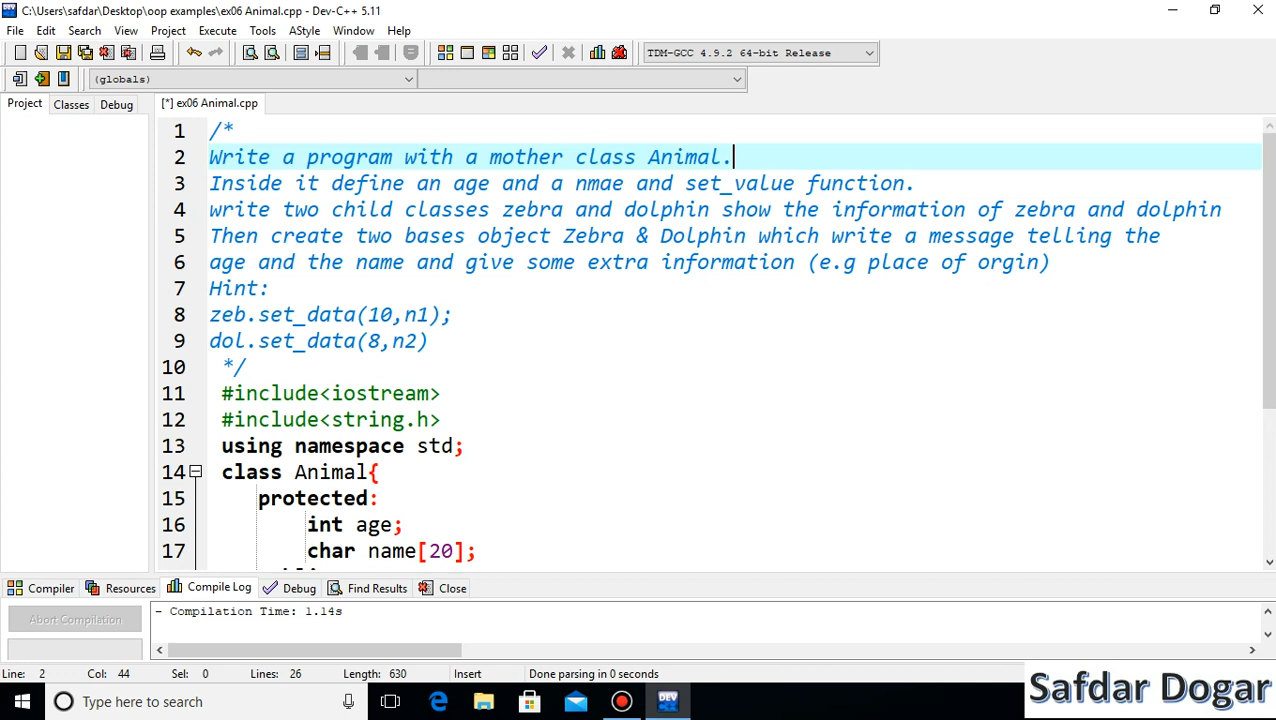 C:\Users\safdar\Desktop\oop examples\ex06 Animal.cpp - Dev-C++ 5.11
File Edit Search View Project Execute Tools AStyle Window Help
TDM-GCC 4.9.2 64-bit Release
(globals)
Project Classes Debug [*] ex06 Animal.cpp
1 /*
2 Write a program with a mother class Animal.
3 Inside it define an age and a nmae and set_value function.
4 write two child classes zebra and dolphin show the information of zebra and dolphin
5 Then create two bases object Zebra & Dolphin which write a message telling the
6 age and the name and give some extra information (e.g place of orgin)
7 Hint:
8 zeb.set_data(10,n1);
9 dol.set_data(8,n2)
10 */
11 #include<iostream>
12 #include<string.h>
13 using namespace std;
14 class Animal{
15 protected:
16 int age;
17 char name[20];
Compiler Resources Compile Log Debug Find Results Close
Abort Compilation
- Compilation Time: 1.14s
Line: 2 Col: 44 Sel: 0 Lines: 26 Length: 630 Insert Done parsing in 0 seconds
Type here to search
DEV
Safdar Dogar